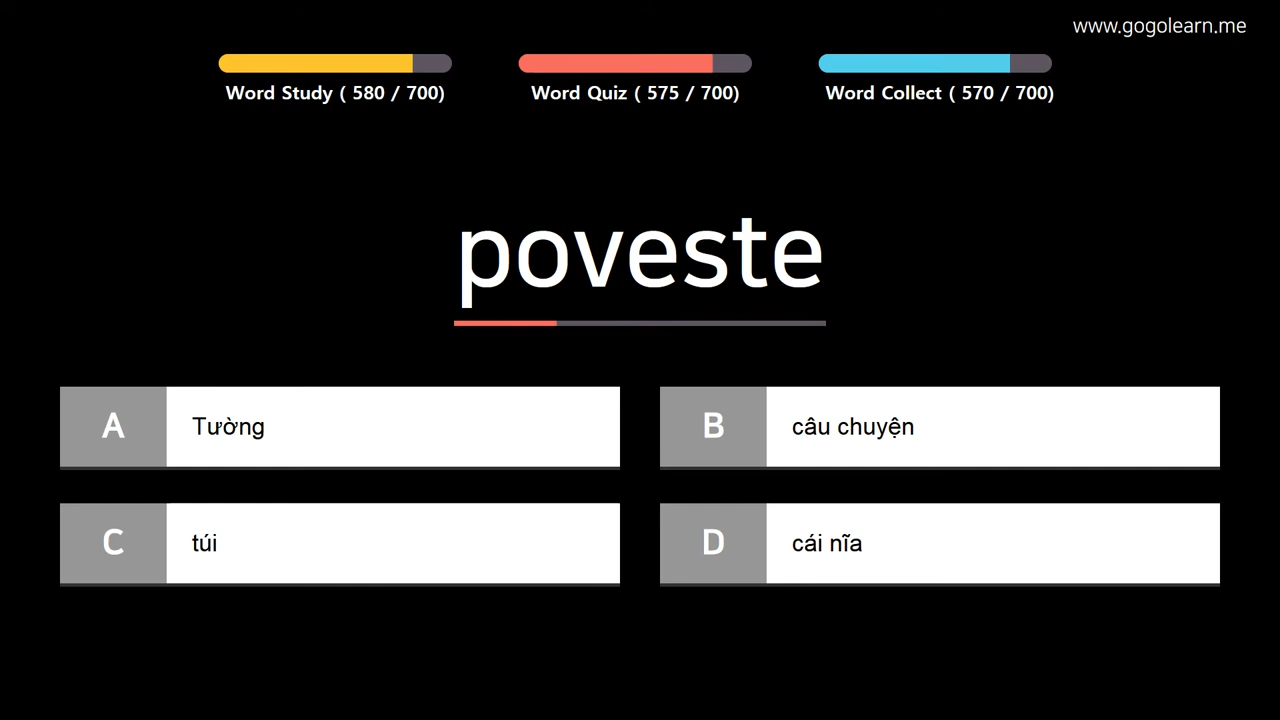 www.gogolearn.me
Word Study ( 580 / 700)
Word Quiz ( 575 / 700)
Word Collect ( 570 / 700)
poveste
A Tường
B câu chuyện
C túi
D cái nĩa